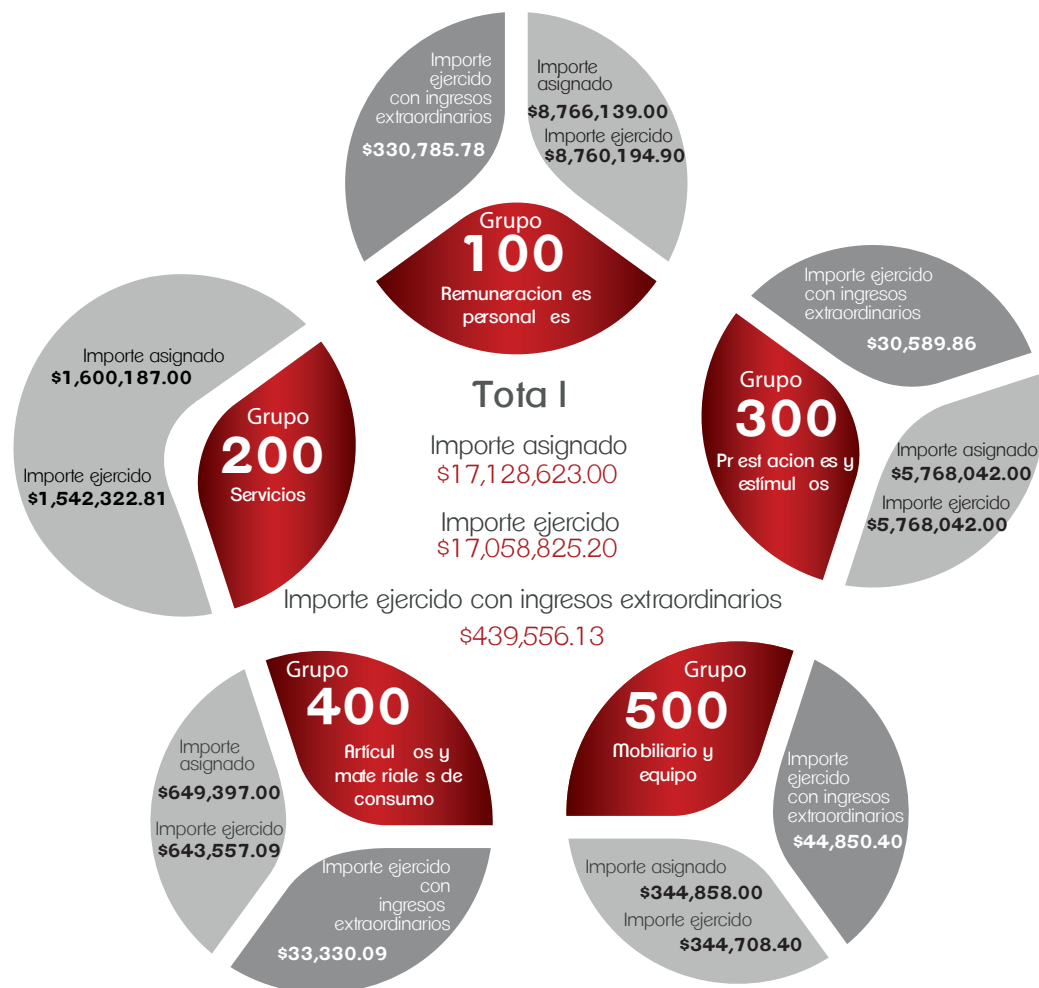 Importe
ejercido
con ingresos
extraordinarios
$330,785.78
Importe
asignado
$8,766,139.00
Importe ejercido
$8,760,194.90
Grupo
100
Remuneracion es
personal es
Importe asignado
$1,600,187.00
Importe ejercido
$1,542,322.81
Grupo
200
Servicios
Importe ejercido
con ingresos
extraordinarios
$30,589.86
Grupo
300
Pr est acion es y
estímul os
Importe asignado
$5,768,042.00
Importe ejercido
$5,768,042.00
Tota l
Importe asignado
$17,128,623.00
Importe ejercido
$17,058,825.20
Importe ejercido con ingresos extraordinarios
$439,556.13
Grupo
400
Artícul os y
mate riale s de
consumo
Importe
asignado
$649,397.00
Importe ejercido
$643,557.09
Importe ejercido
con
ingresos
extraordinarios
$33,330.09
Grupo
500
Mobiliario y
equipo
Importe
ejercido
con ingresos
extraordinarios
$44,850.40
Importe asignado
$344,858.00
Importe ejercido
$344,708.40